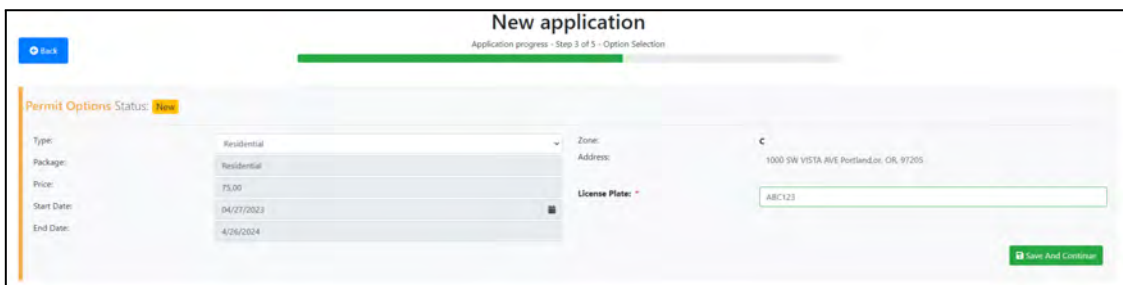 New application
Back
Application progress - Step 3 of 5 - Option Selection
Permit Options Status: New
Type: Residential
Package: Residential
Price: 75.00
Start Date: 04/27/2023
End Date: 4/26/2024
Zone: C
Address: 1000 SW VISTA AVE Portland,or, OR, 97205
License Plate: * ABC123
Save And Continue